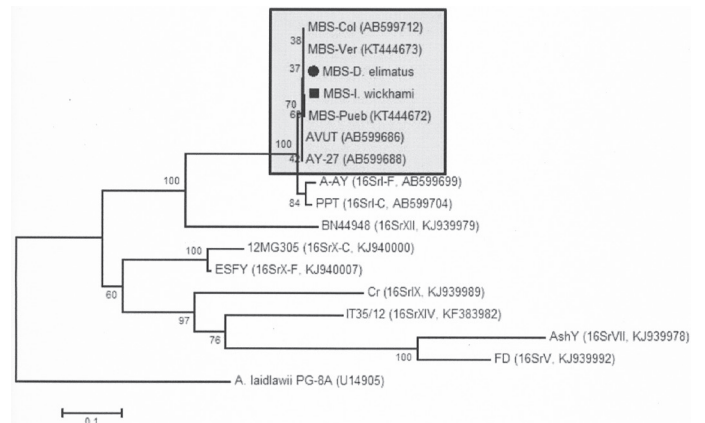 MBS-Col (AB599712)
38
MBS-Ver (KT444673)
37
MBS-D. elimatus
MBS-I. wickhami
70
MBS-Pueb (KT444672)
100
AVUT (AB599686)
42
AY-27 (AB599688)
100
A-AY (16SrI-F, AB599699)
84
PPT (16SrI-C, AB599704)
BN44948 (16SrXII, KJ939979)
100
12MG305 (16SrX-C, KJ940000)
ESFY (16SrX-F, KJ940007)
60
Cr (16SrIX, KJ939989)
97
IT35/12 (16SrXIV, KF383982)
76
AshY (16SrVII, KJ939978)
100
FD (16SrV, KJ939992)
A. laidlawii PG-8A (U14905)
0.1